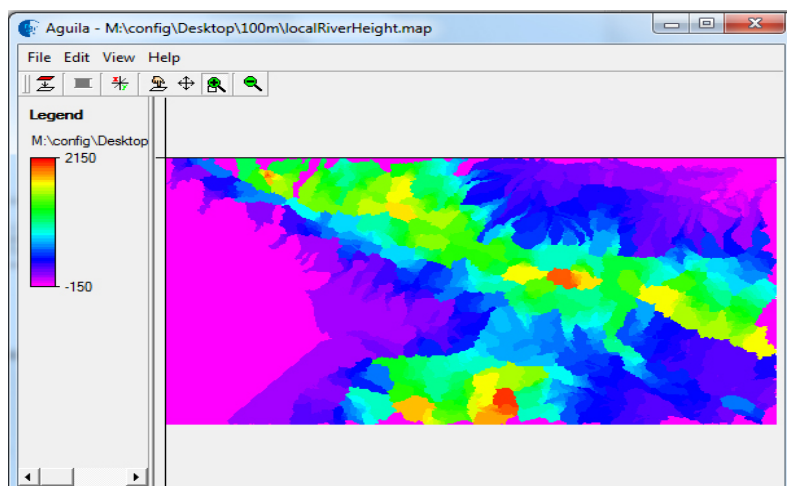 Aguila - M:\config\Desktop\100m\localRiverHeight.map
File Edit View Help
Legend
M:\config\Desktop
2150
-150